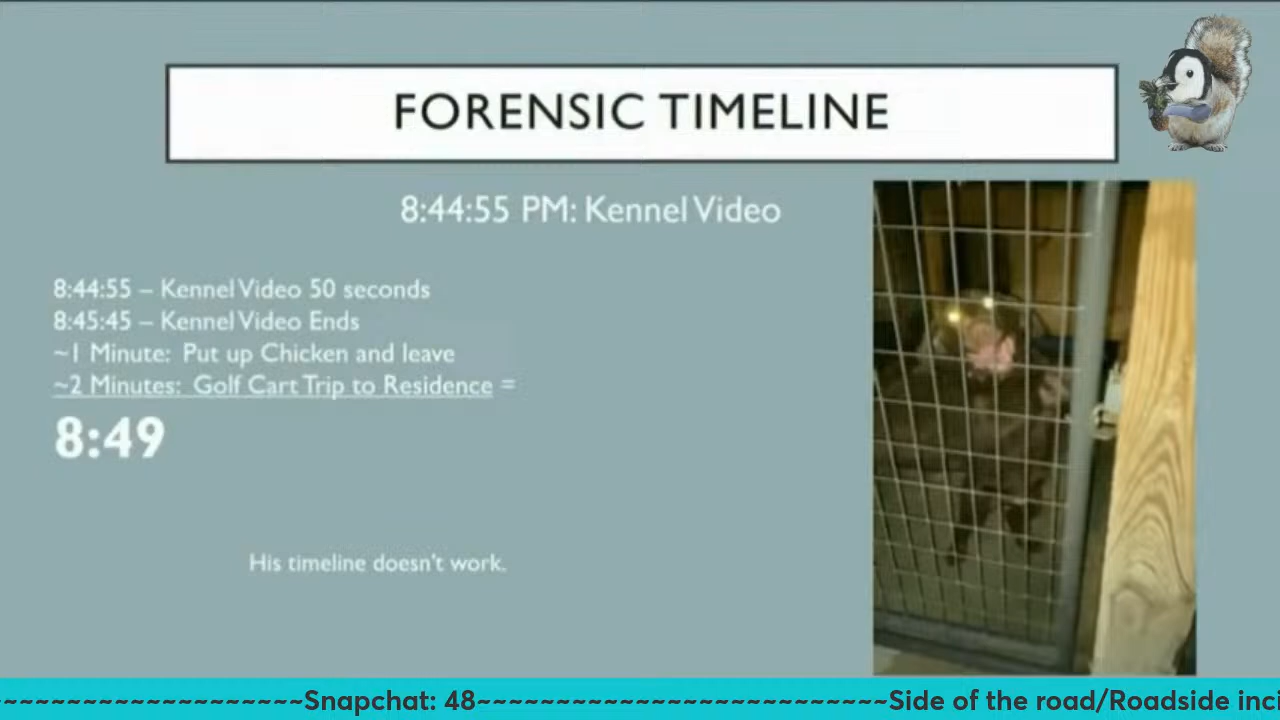 FORENSIC TIMELINE
8:44:55 PM: Kennel Video
8:44:55 – Kennel Video 50 seconds
8:45:45 – Kennel Video Ends
~1 Minute: Put up Chicken and leave
~2 Minutes: Golf Cart Trip to Residence =
8:49
His timeline doesn't work.
~~~~~~~~~~~~~~~~~~~Snapchat: 48~~~~~~~~~~~~~~~~~~~~~~~~~Side of the road/Roadside inci